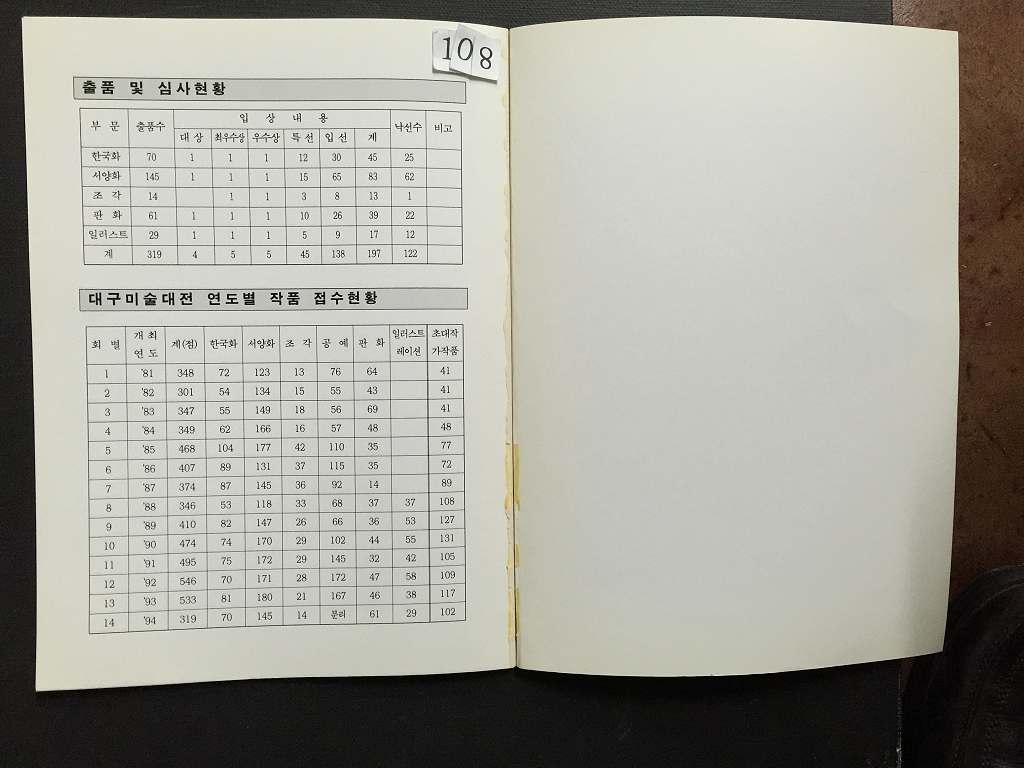 108
출품 및 심사현황
부 문 출품수 입 상 내 용 낙선수 비고
대 상 최우수상 우수상 특 선 입 선 계
한국화 70 1 1 1 12 30 45 25
서양화 145 1 1 1 15 65 83 62
조 각 14 1 1 3 8 13 1
판 화 61 1 1 1 10 26 39 22
일러스트 29 1 1 1 5 9 17 12
계 319 4 5 5 45 138 197 122
대구미술대전 연도별 작품 접수현황
회 별 개 최 연 도 계(점) 한국화 서양화 조 각 공 예 판 화 일러스트 레이션 초대작 가작품
1 '81 348 72 123 13 76 64 41
2 '82 301 54 134 15 55 43 41
3 '83 347 55 149 18 56 69 41
4 '84 349 62 166 16 57 48 48
5 '85 468 104 177 42 110 35 77
6 '86 407 89 131 37 115 35 72
7 '87 374 87 145 36 92 14 89
8 '88 346 53 118 33 68 37 37 108
9 '89 410 82 147 26 66 36 53 127
10 '90 474 74 170 29 102 44 55 131
11 '91 495 75 172 29 145 32 42 105
12 '92 546 70 171 28 172 47 58 109
13 '93 533 81 180 21 167 46 38 117
14 '94 319 70 145 14 분리 61 29 102